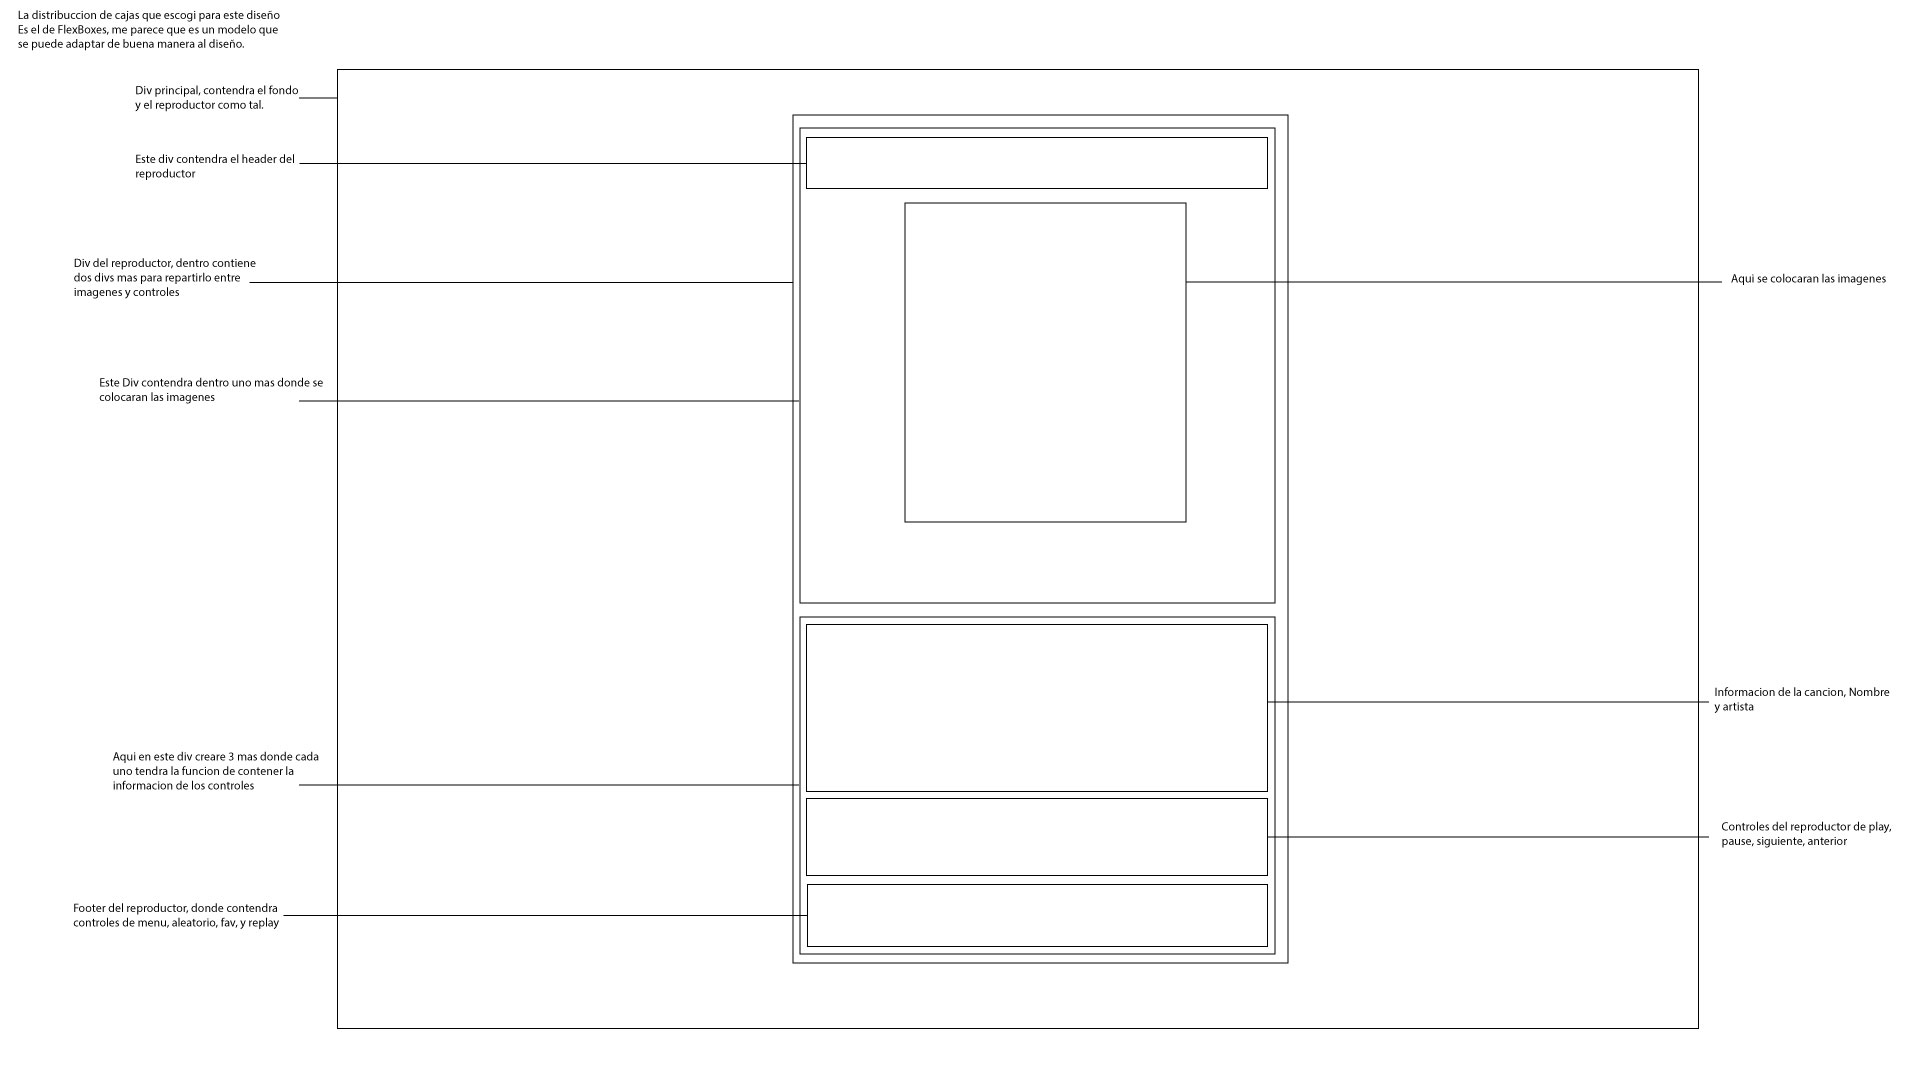 La distribuccion de cajas que escogi para este diseño
Es el de FlexBoxes, me parece que es un modelo que
se puede adaptar de buena manera al diseño.
Div principal, contendra el fondo
y el reproductor como tal.
Este div contendra el header del
reproductor
Div del reproductor, dentro contiene
dos divs mas para repartirlo entre
imagenes y controles
Aqui se colocaran las imagenes
Este Div contendra dentro uno mas donde se
colocaran las imagenes
Informacion de la cancion, Nombre
y artista
Aqui en este div creare 3 mas donde cada
uno tendra la funcion de contener la
informacion de los controles
Controles del reproductor de play,
pause, siguiente, anterior
Footer del reproductor, donde contendra
controles de menu, aleatorio, fav, y replay